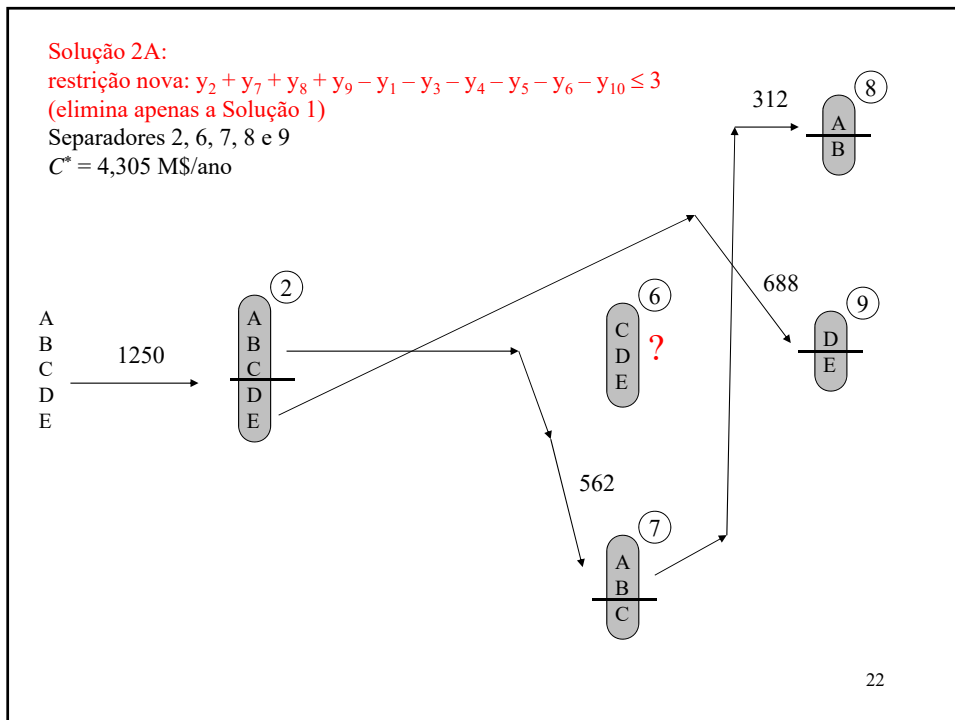 Solução 2A:
restrição nova: y₂ + y₇ + y₈ + y₉ – y₁ – y₃ – y₄ – y₅ – y₆ – y₁₀ ≤ 3
(elimina apenas a Solução 1)
Separadores 2, 6, 7, 8 e 9
C* = 4,305 M$/ano
312
8
A
B
688
9
D
E
2
A
B
C
D
E
6
C
D
E
?
A
B
C
D
E
1250
562
7
A
B
C
22